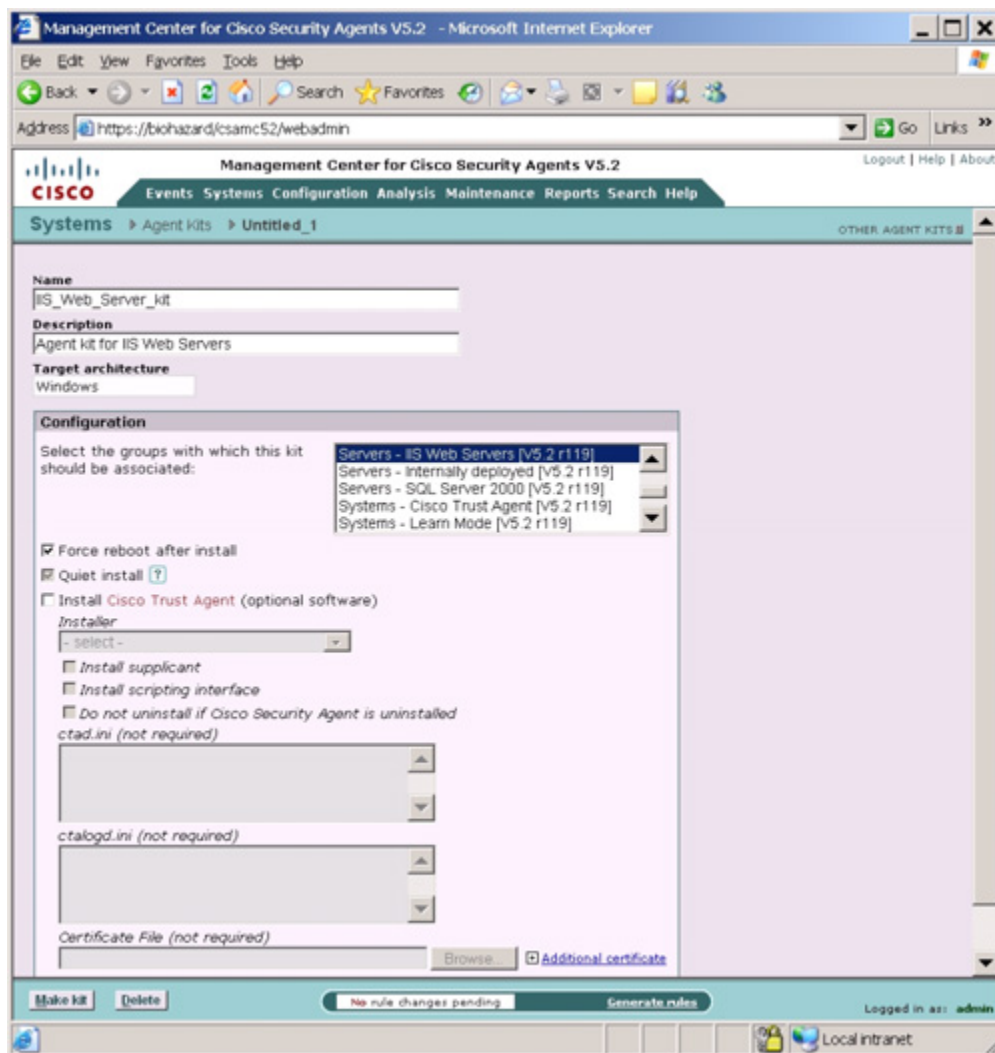 Management Center for Cisco Security Agents V5.2 - Microsoft Internet Explorer
File Edit View Favorites Tools Help
Back Search Favorites
Address https://biohazard/csamc52/webadmin Go Links »
Management Center for Cisco Security Agents V5.2
Logout | Help | About
CISCO
Events Systems Configuration Analysis Maintenance Reports Search Help
Systems Agent Kits Untitled_1
OTHER AGENT KITS
Name
IIS_Web_Server_kit
Description
Agent kit for IIS Web Servers
Target architecture
Windows
Configuration
Select the groups with which this kit
should be associated:
Servers - IIS Web Servers [V5.2 r119]
Servers - Internally deployed [V5.2 r119]
Servers - SQL Server 2000 [V5.2 r119]
Systems - Cisco Trust Agent [V5.2 r119]
Systems - Learn Mode [V5.2 r119]
Force reboot after install
Quiet install ?
Install Cisco Trust Agent (optional software)
Installer
- select -
Install supplicant
Install scripting interface
Do not uninstall if Cisco Security Agent is uninstalled
ctad.ini (not required)
ctalogd.ini (not required)
Certificate File (not required)
Browse... Additional certificate
Make kit Delete
No rule changes pending Generate rules
Logged in as: admin
Local intranet